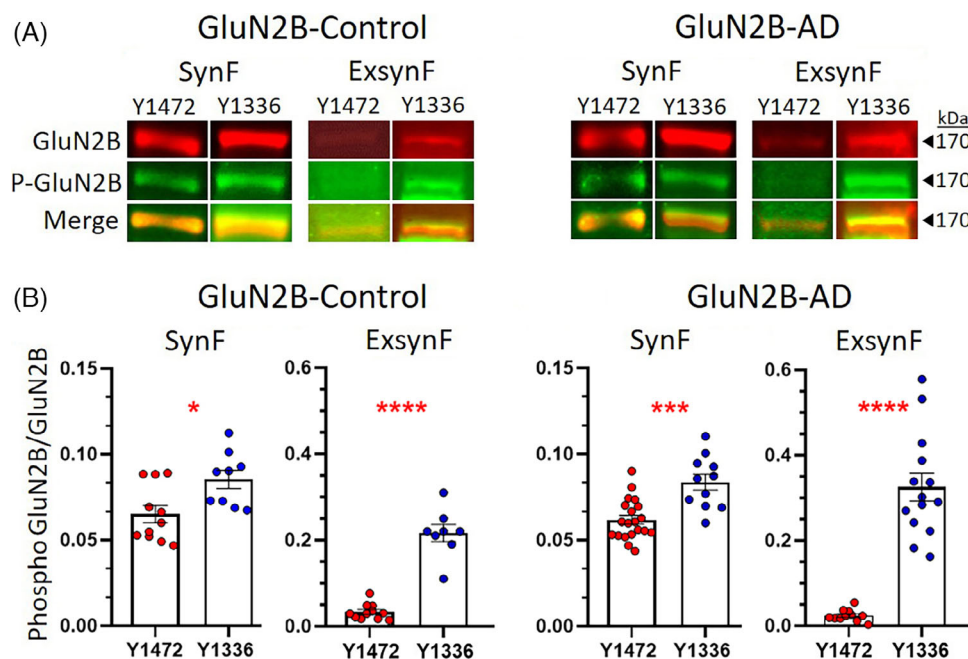 (A)
GluN2B-Control GluN2B-AD
SynF ExsynF SynF ExsynF
Y1472 Y1336 Y1472 Y1336 Y1472 Y1336 Y1472 Y1336 kDa
GluN2B ◄170
P-GluN2B ◄170
Merge ◄170
(B)
GluN2B-Control GluN2B-AD
SynF ExsynF SynF ExsynF
Phospho GluN2B/GluN2B
0.15 0.6 0.15 0.6
* **** *** ****
0.10 0.4 0.10 0.4
0.05 0.2 0.05 0.2
0.00 0.0 0.00 0.0
Y1472 Y1336 Y1472 Y1336 Y1472 Y1336 Y1472 Y1336